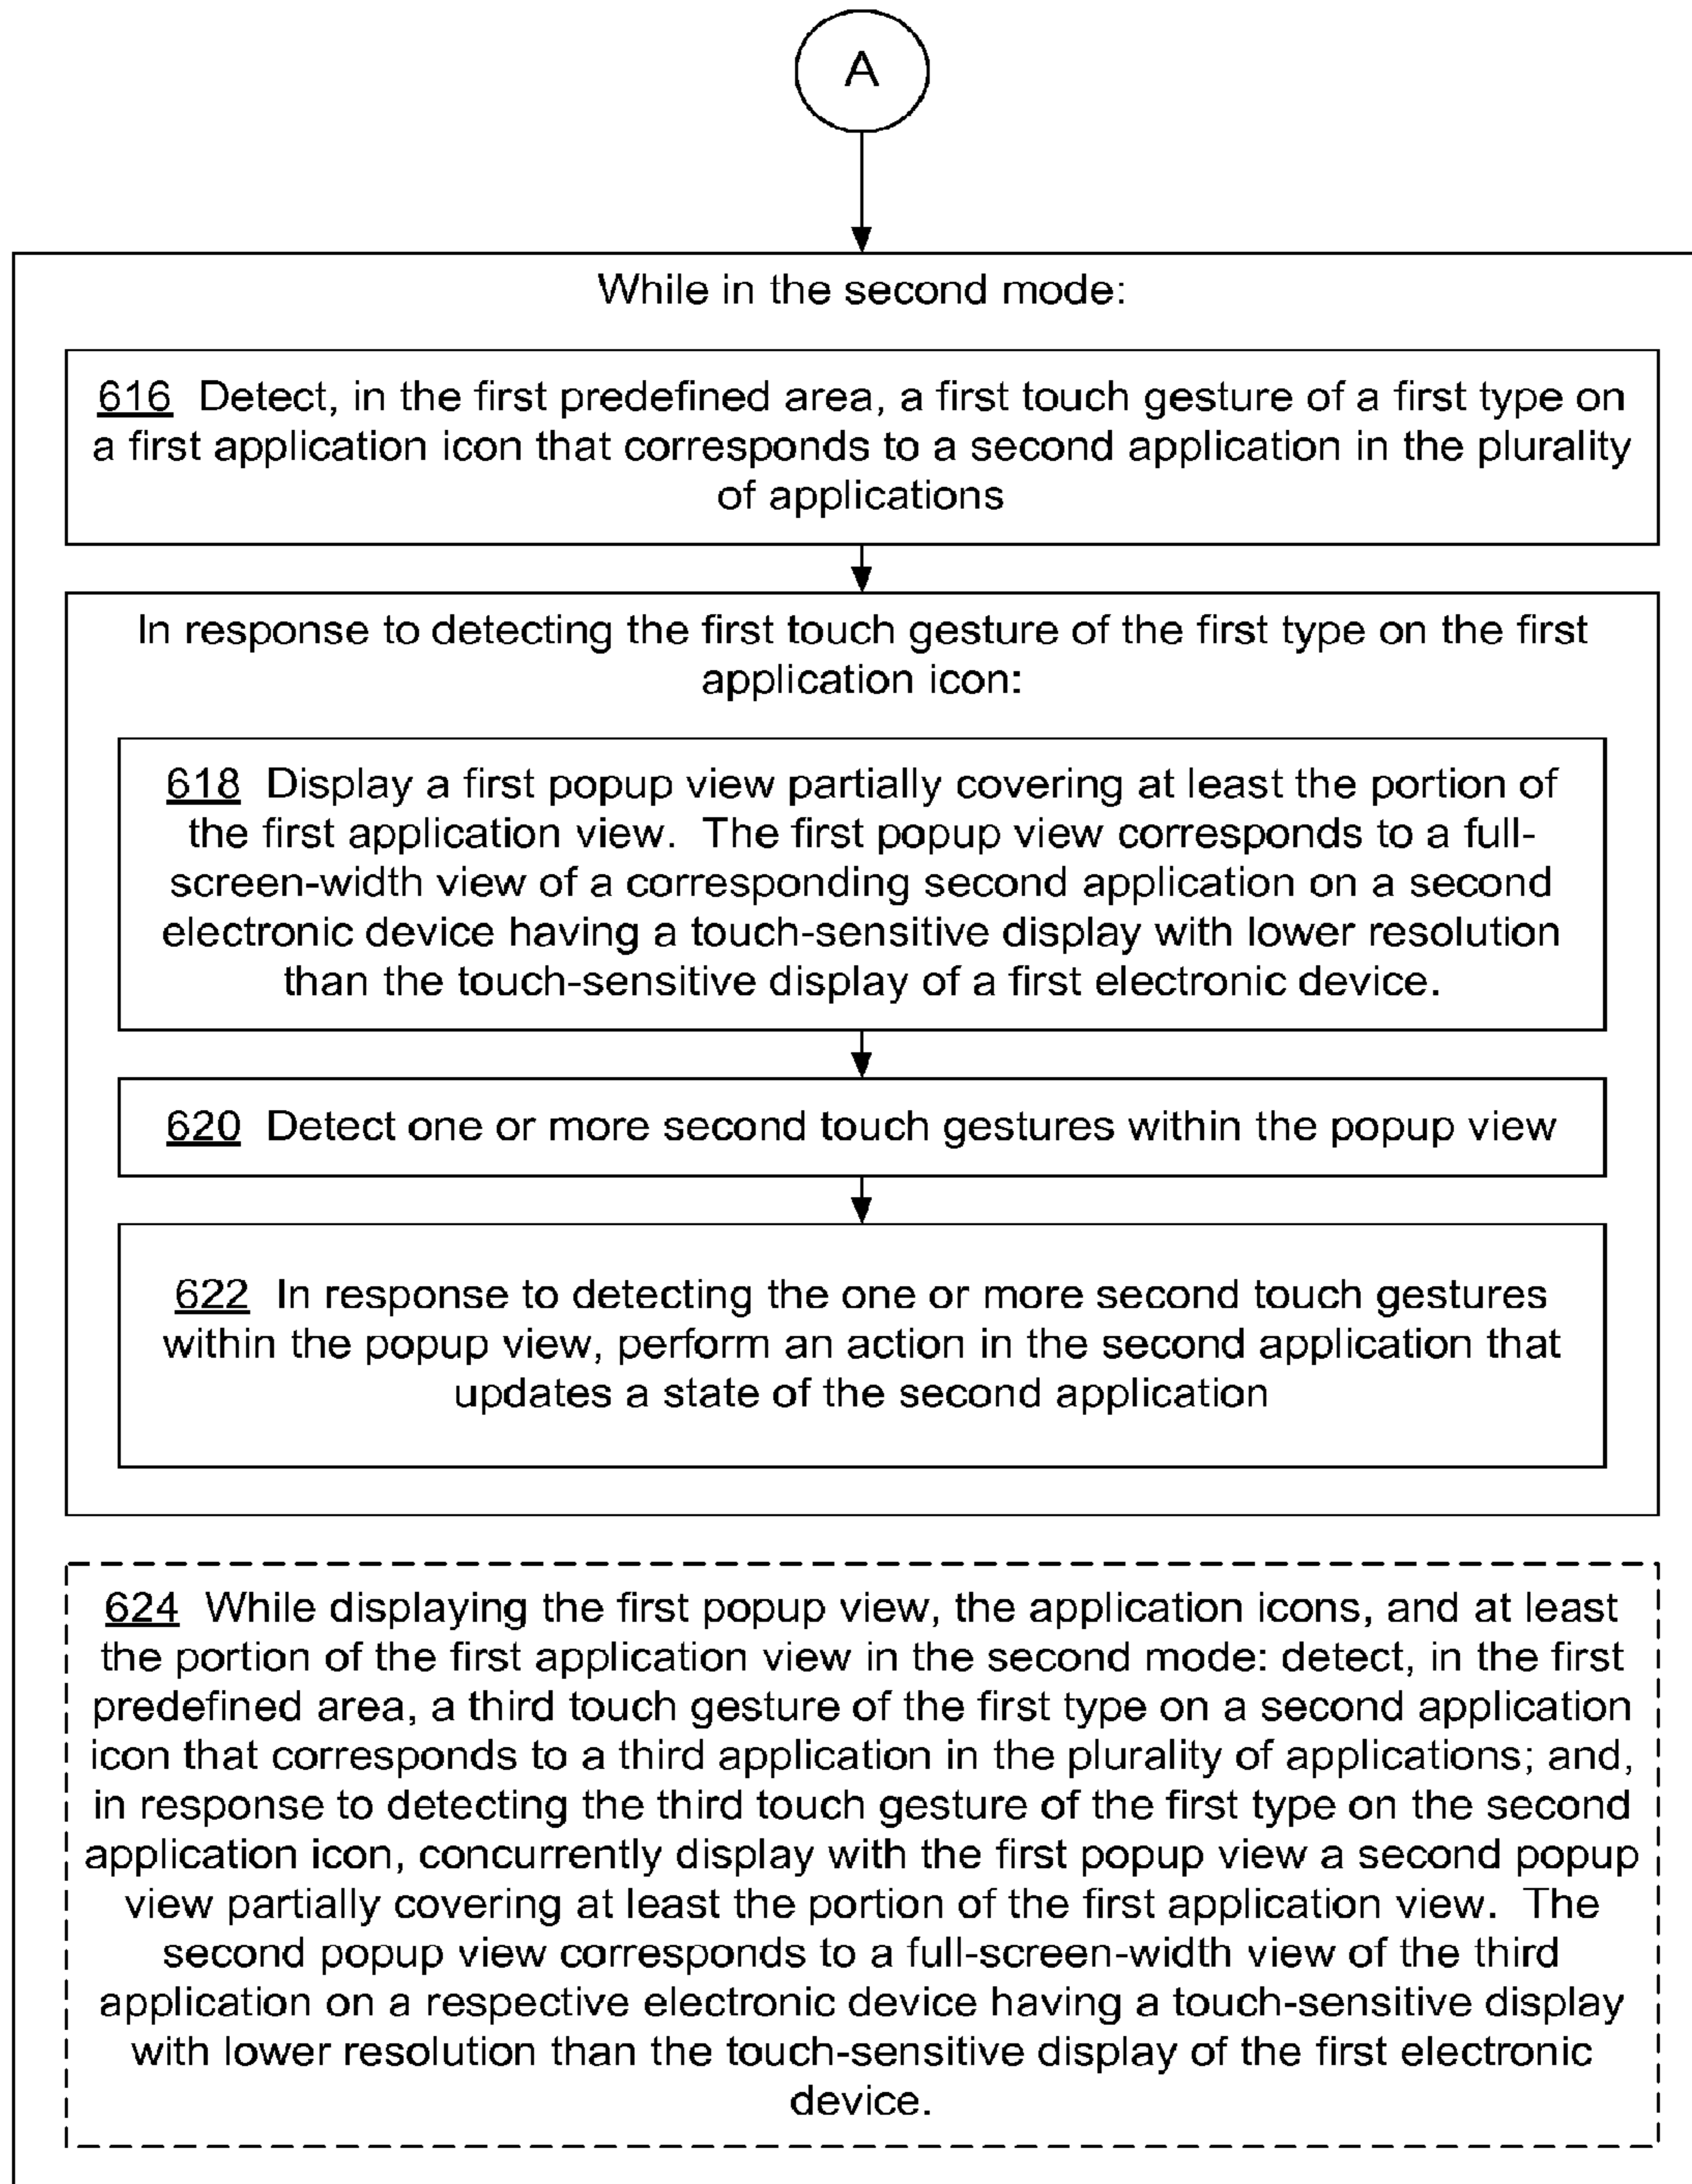 A
While in the second mode:
616 Detect, in the first predefined area, a first touch gesture of a first type on
a first application icon that corresponds to a second application in the plurality
of applications
In response to detecting the first touch gesture of the first type on the first
application icon:
618 Display a first popup view partially covering at least the portion of
the first application view. The first popup view corresponds to a full-
screen-width view of a corresponding second application on a second
electronic device having a touch-sensitive display with lower resolution
than the touch-sensitive display of a first electronic device.
620 Detect one or more second touch gestures within the popup view
622 In response to detecting the one or more second touch gestures
within the popup view, perform an action in the second application that
updates a state of the second application
624 While displaying the first popup view, the application icons, and at least
the portion of the first application view in the second mode: detect, in the first
predefined area, a third touch gesture of the first type on a second application
icon that corresponds to a third application in the plurality of applications; and,
in response to detecting the third touch gesture of the first type on the second
application icon, concurrently display with the first popup view a second popup
view partially covering at least the portion of the first application view. The
second popup view corresponds to a full-screen-width view of the third
application on a respective electronic device having a touch-sensitive display
with lower resolution than the touch-sensitive display of the first electronic
device.